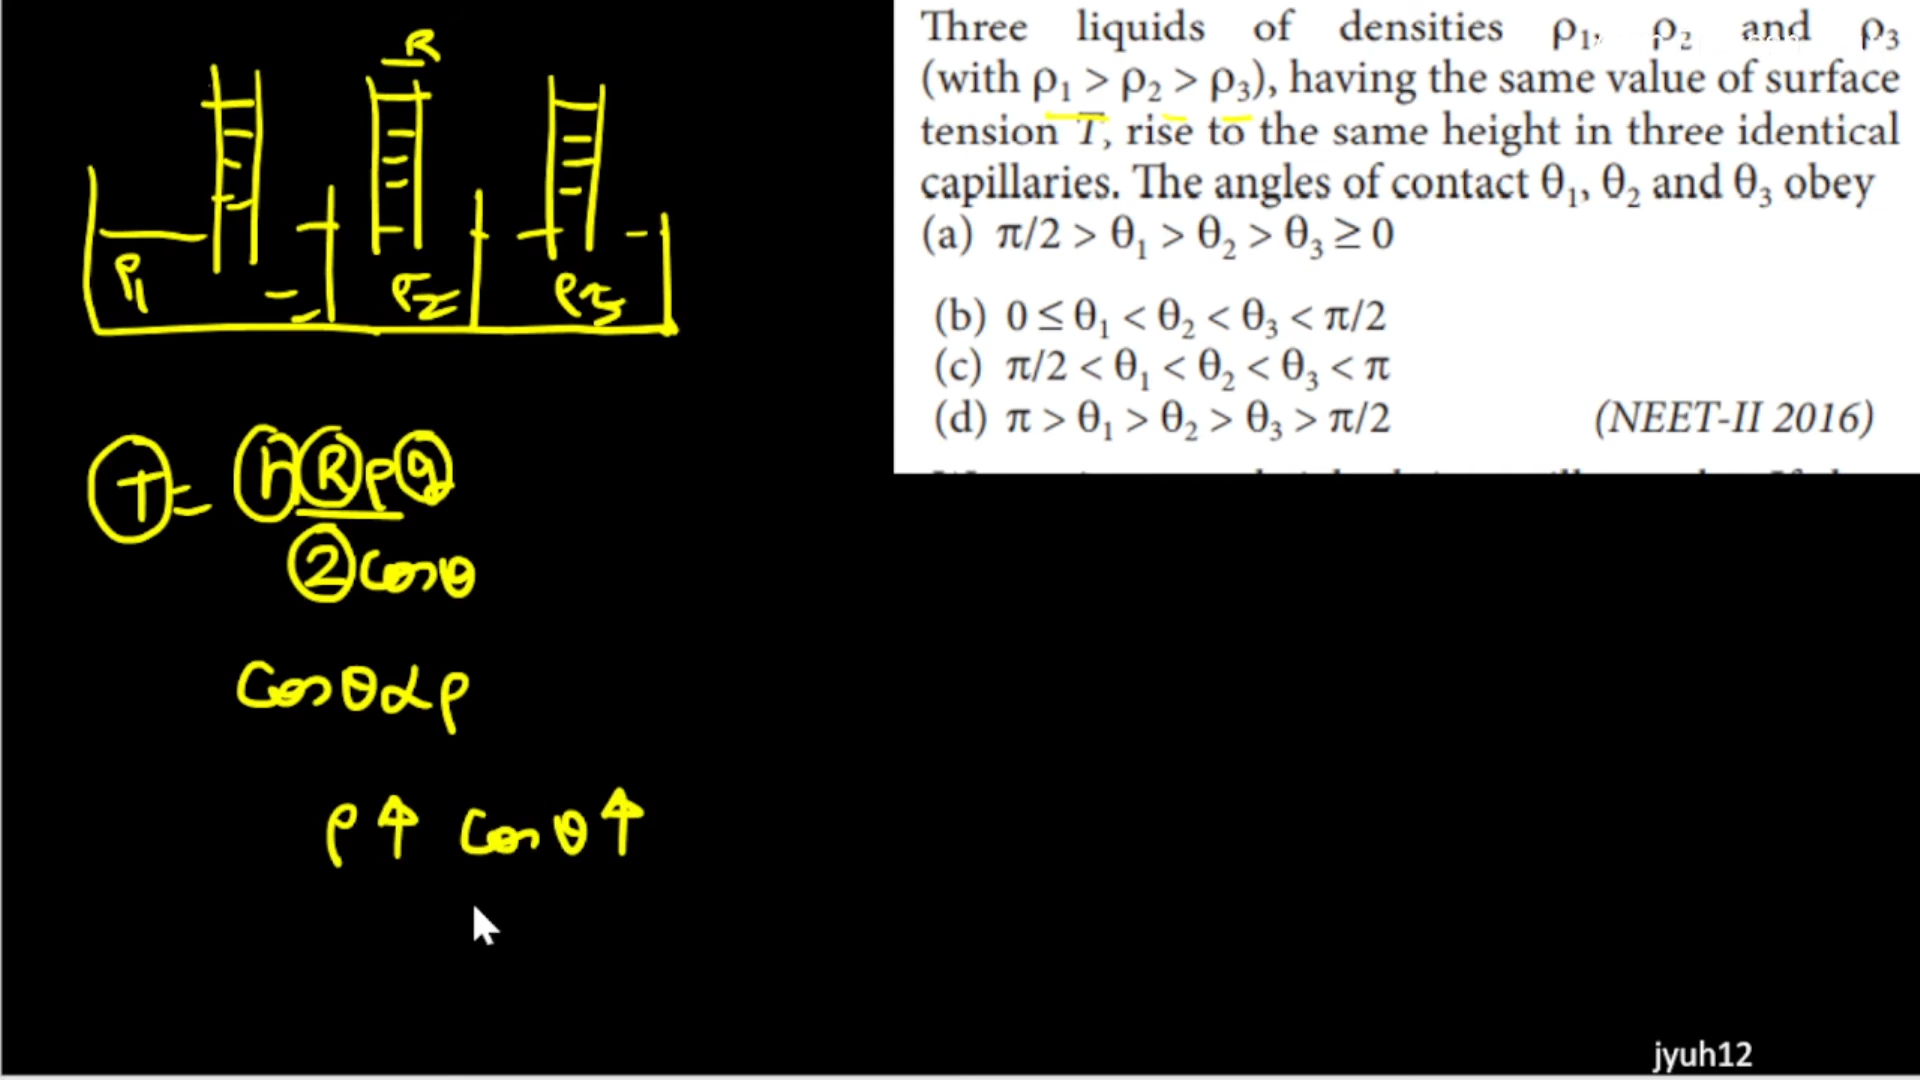 Three liquids of densities ρ₁, ρ₂ and ρ₃
(with ρ₁ > ρ₂ > ρ₃), having the same value of surface
tension T, rise to the same height in three identical
capillaries. The angles of contact θ₁, θ₂ and θ₃ obey
(a) π/2 > θ₁ > θ₂ > θ₃ ≥ 0
(b) 0 ≤ θ₁ < θ₂ < θ₃ < π/2
(c) π/2 < θ₁ < θ₂ < θ₃ < π
(d) π > θ₁ > θ₂ > θ₃ > π/2 (NEET-II 2016)
R
ρ₁ ρ₂ ρ₃
T = hRρg
2cosθ
cosθ α ρ
ρ ↑ cosθ ↑
jyuh12